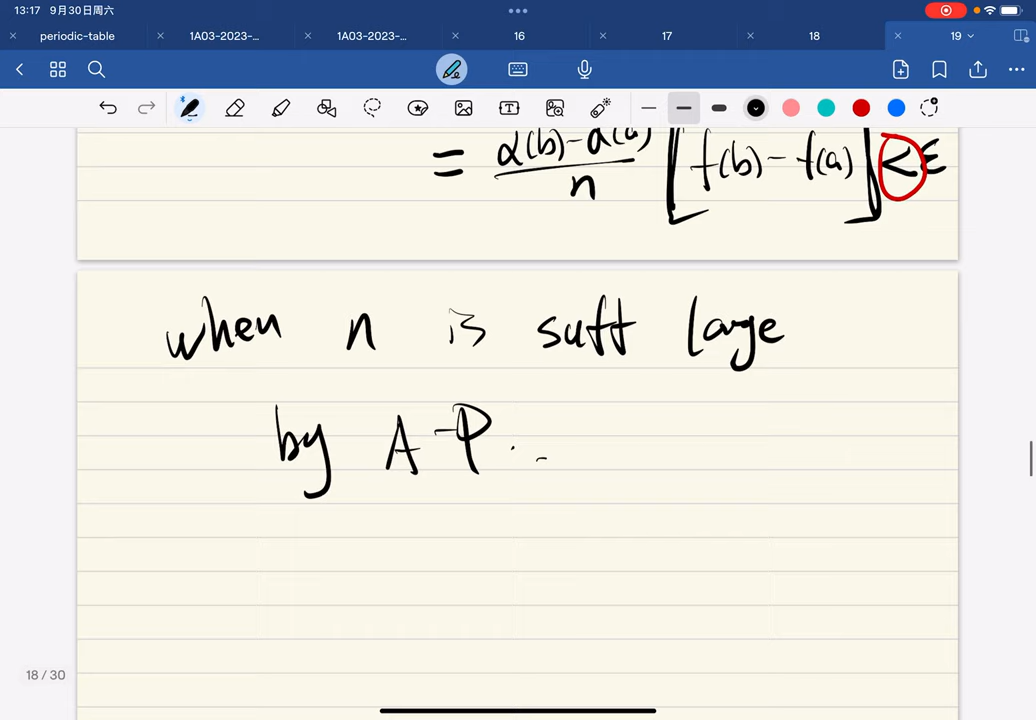 13:17 9月30日周六
periodic-table 1A03-2023-... 1A03-2023-... 16 17 18 19
= α(b)-α(a) / n [f(b)-f(a)] < ε
when n is suff large
by A-P.
18 / 30